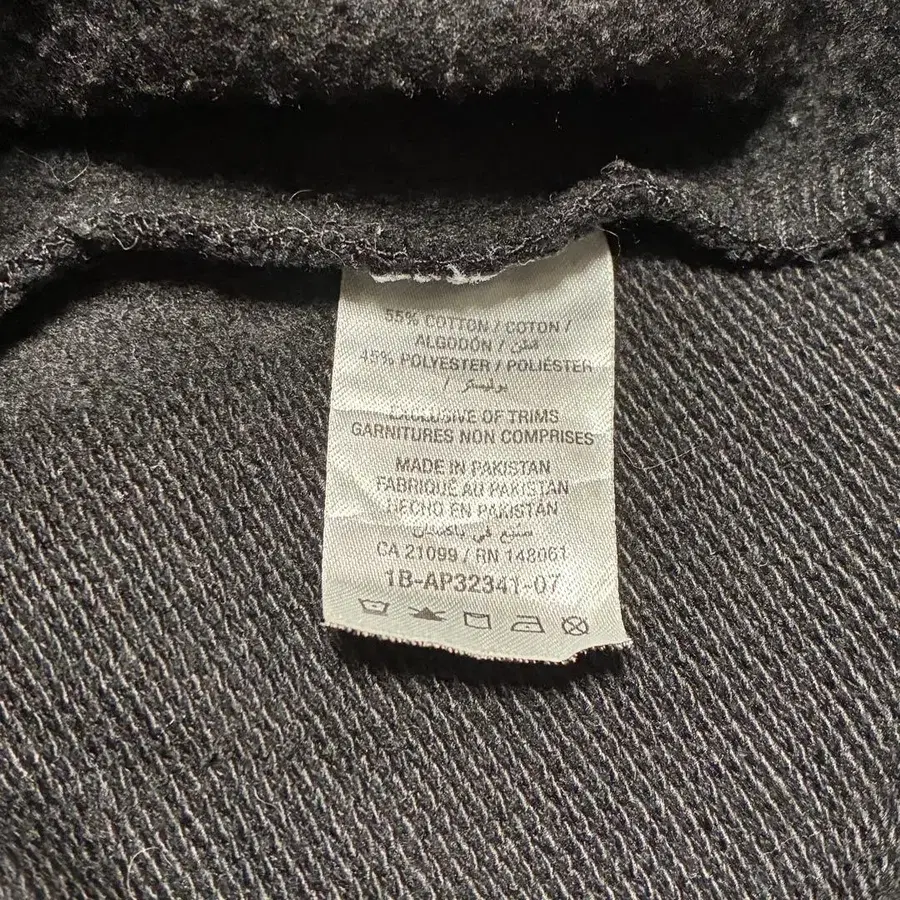 55% COTTON / COTON /
ALGODÓN / قطن
45% POLYESTER / POLIÉSTER
/ بوليستر
EXCLUSIVE OF TRIMS
GARNITURES NON COMPRISES
MADE IN PAKISTAN
FABRIQUÉ AU PAKISTAN
HECHO EN PAKISTAN
صنع في باكستان
CA 21099 / RN 148061
1B-AP32341-07